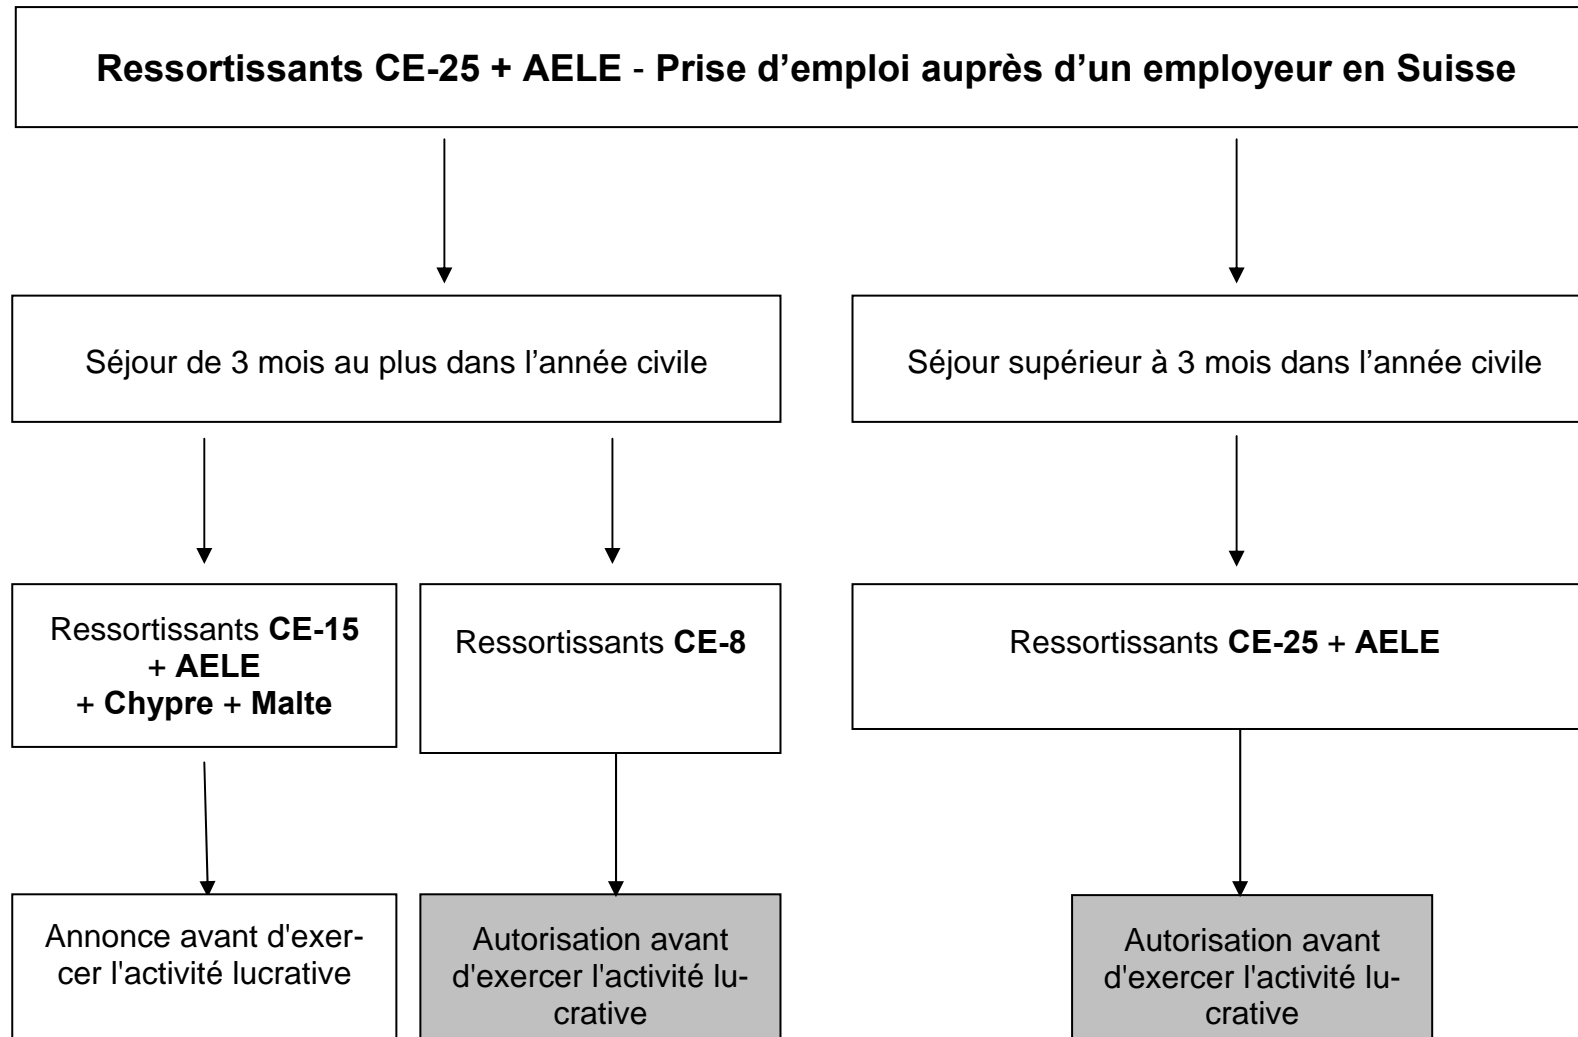 Ressortissants CE-25 + AELE - Prise d’emploi auprès d’un employeur en Suisse
Séjour de 3 mois au plus dans l’année civile
Séjour supérieur à 3 mois dans l’année civile
Ressortissants CE-15
+ AELE
+ Chypre + Malte
Ressortissants CE-8
Ressortissants CE-25 + AELE
Annonce avant d'exer-
cer l'activité lucrative
Autorisation avant
d'exercer l'activité lu-
crative
Autorisation avant
d'exercer l'activité lu-
crative